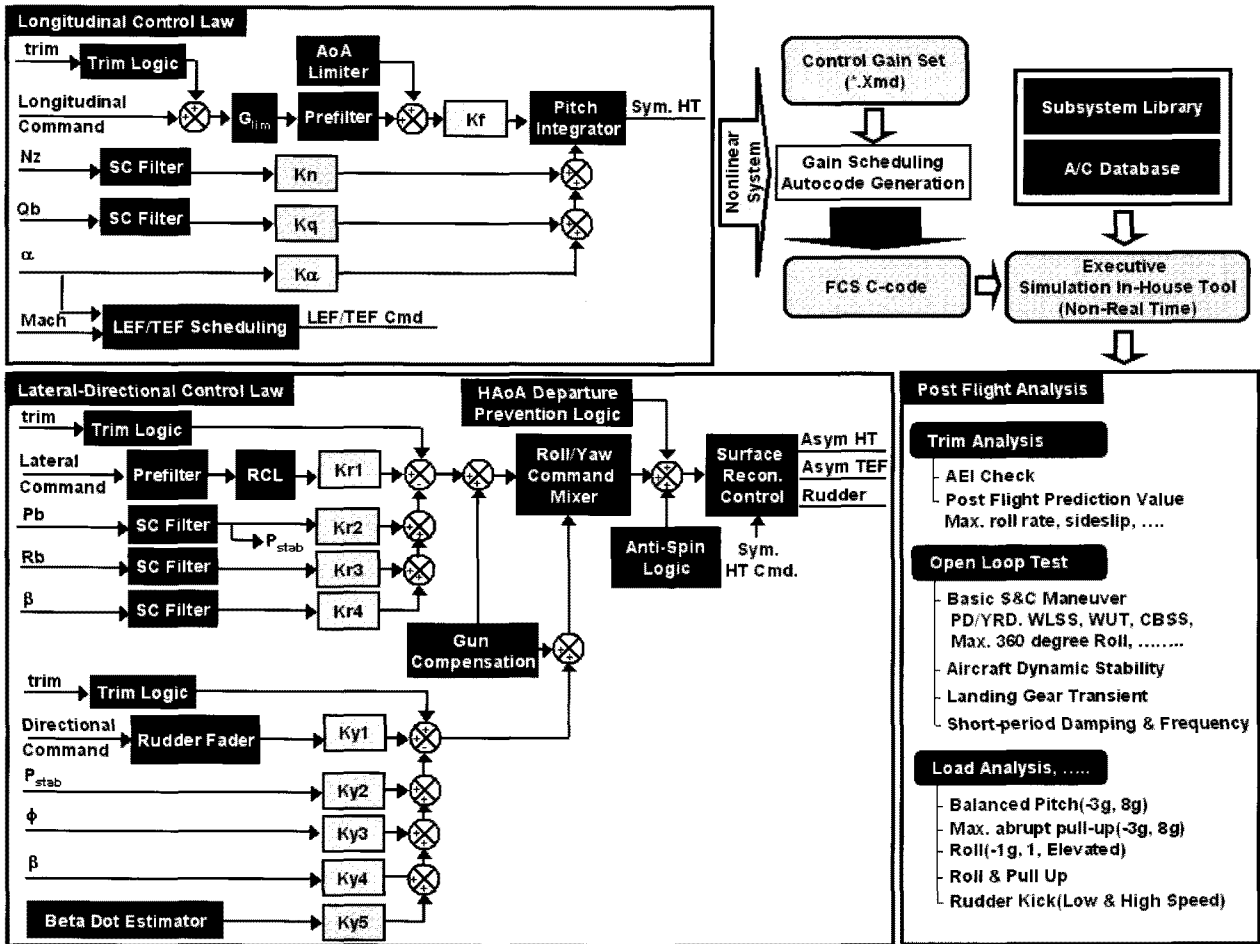 Longitudinal Control Law
trim
Trim Logic
AoA
Limiter
Longitudinal
Command
G_lim
Prefilter
Kf
Pitch
Integrator
Sym. HT
Nz
SC Filter
Kn
Qb
SC Filter
Kq
α
Kα
Mach
LEF/TEF Scheduling
LEF/TEF Cmd
Nonlinear
System
Control Gain Set
(*.Xmd)
Gain Scheduling
Autocode Generation
FCS C-code
Subsystem Library
A/C Database
Executive
Simulation In-House Tool
(Non-Real Time)
Lateral-Directional Control Law
trim
Trim Logic
HAoA Departure
Prevention Logic
Lateral
Command
Prefilter
RCL
Kr1
Roll/Yaw
Command
Mixer
Surface
Recon.
Control
Asym HT
Asym TEF
Rudder
Pb
SC Filter
P_stab
Kr2
Rb
SC Filter
Kr3
β
SC Filter
Kr4
Anti-Spin
Logic
Sym.
HT Cmd.
Gun
Compensation
trim
Trim Logic
Directional
Command
Rudder Fader
Ky1
P_stab
Ky2
ϕ
Ky3
β
Ky4
Beta Dot Estimator
Ky5
Post Flight Analysis
Trim Analysis
AEI Check
Post Flight Prediction Value
Max. roll rate, sideslip, ....
Open Loop Test
Basic S&C Maneuver
PD/YRD. WLSS, WUT, CBSS,
Max. 360 degree Roll, ........
Aircraft Dynamic Stability
Landing Gear Transient
Short-period Damping & Frequency
Load Analysis, .....
Balanced Pitch(-3g, 8g)
Max. abrupt pull-up(-3g, 8g)
Roll(-1g, 1, Elevated)
Roll & Pull Up
Rudder Kick(Low & High Speed)